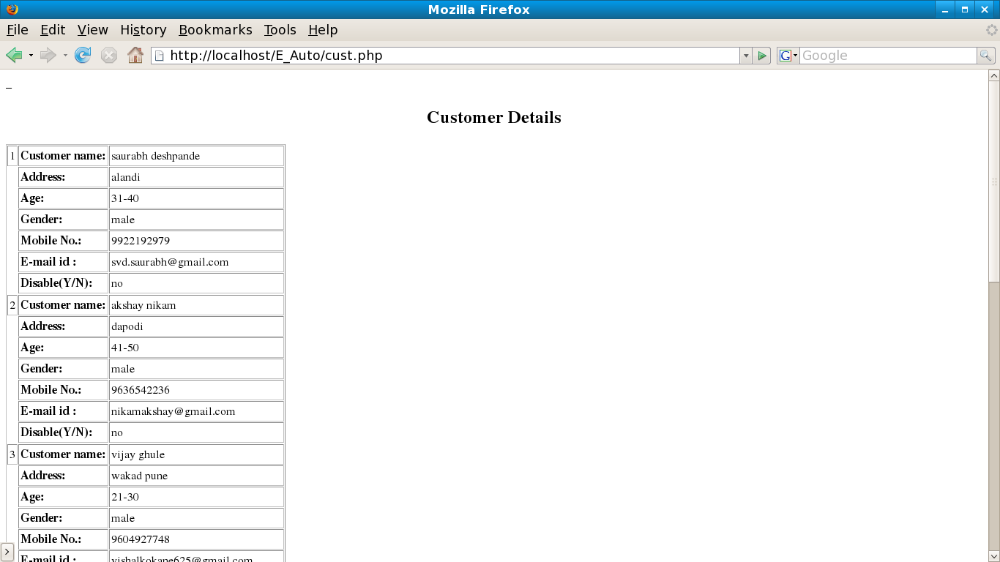 Mozilla Firefox
File Edit View History Bookmarks Tools Help
http://localhost/E_Auto/cust.php
G Google
Customer Details
1 Customer name: saurabh deshpande
Address: alandi
Age: 31-40
Gender: male
Mobile No.: 9922192979
E-mail id : svd.saurabh@gmail.com
Disable(Y/N): no
2 Customer name: akshay nikam
Address: dapodi
Age: 41-50
Gender: male
Mobile No.: 9636542236
E-mail id : nikamakshay@gmail.com
Disable(Y/N): no
3 Customer name: vijay ghule
Address: wakad pune
Age: 21-30
Gender: male
Mobile No.: 9604927748
E-mail id : vishalkokane625@gmail.com